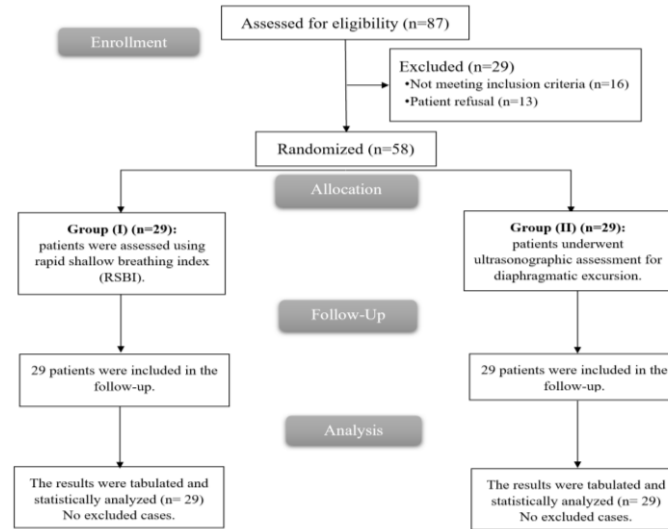 Assessed for eligibility (n=87)
Enrollment
Excluded (n=29)
•Not meeting inclusion criteria (n=16)
•Patient refusal (n=13)
Randomized (n=58)
Allocation
Group (I) (n=29):
patients were assessed using
rapid shallow breathing index
(RSBI).
Group (II) (n=29):
patients underwent
ultrasonographic assessment for
diaphragmatic excursion.
Follow-Up
29 patients were included in the
follow-up.
29 patients were included in the
follow-up.
Analysis
The results were tabulated and
statistically analyzed (n= 29)
No excluded cases.
The results were tabulated and
statistically analyzed (n= 29)
No excluded cases.